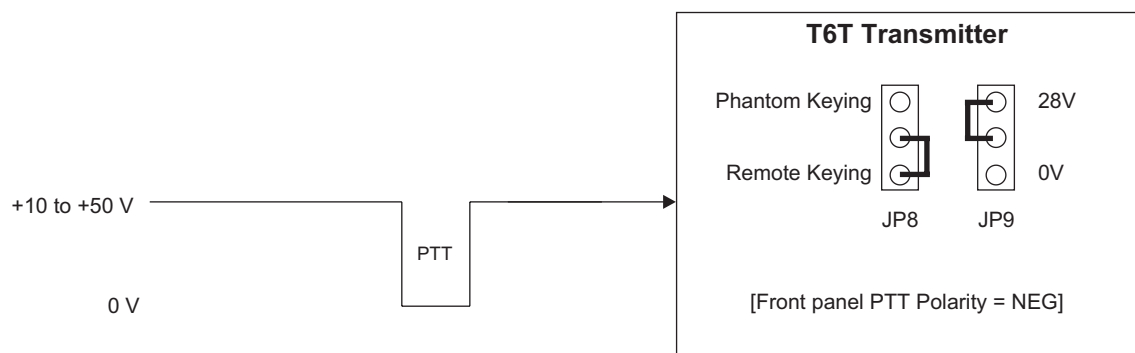 T6T Transmitter
Phantom Keying
28V
Remote Keying
0V
JP8
JP9
+10 to +50 V
PTT
0 V
[Front panel PTT Polarity = NEG]